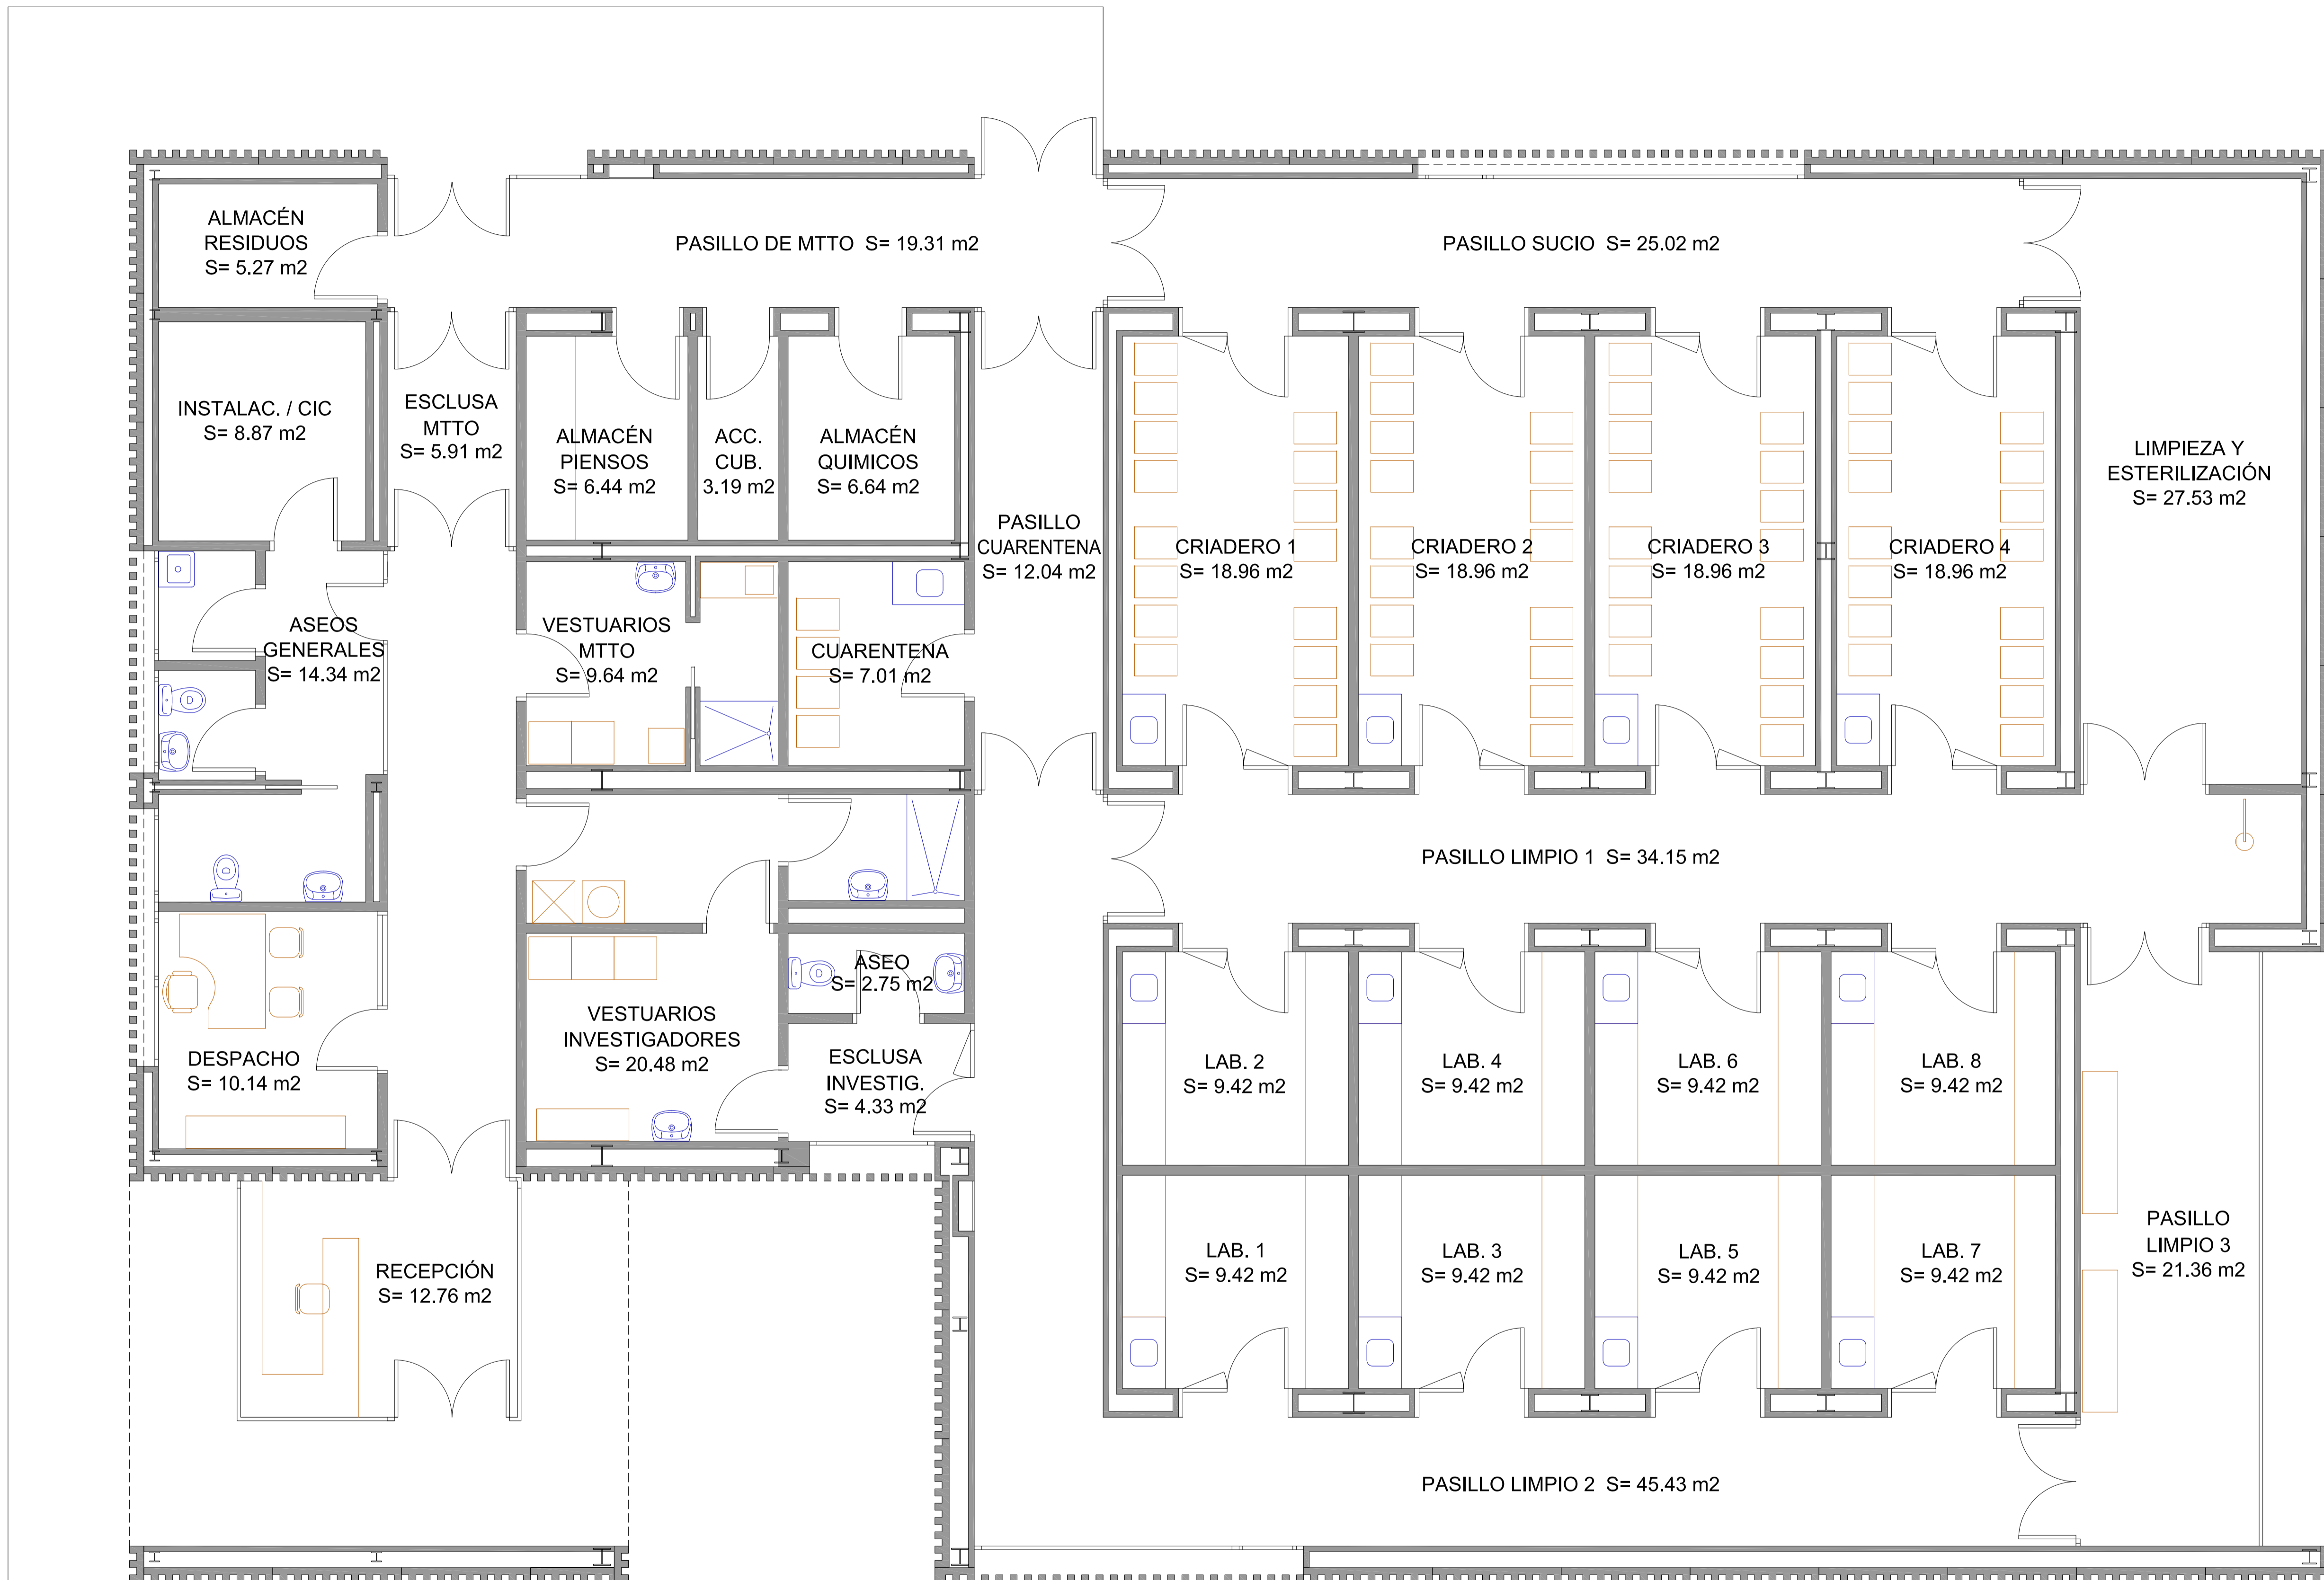 ALMACÉN
RESIDUOS
S= 5.27 m2
PASILLO DE MTTO  S= 19.31 m2
PASILLO SUCIO  S= 25.02 m2
INSTALAC. / CIC
S= 8.87 m2
ESCLUSA
MTTO
S= 5.91 m2
ALMACÉN
PIENSOS
S= 6.44 m2
ACC.
CUB.
3.19 m2
ALMACÉN
QUIMICOS
S= 6.64 m2
PASILLO
CUARENTENA
S= 12.04 m2
CRIADERO 1
S= 18.96 m2
CRIADERO 2
S= 18.96 m2
CRIADERO 3
S= 18.96 m2
CRIADERO 4
S= 18.96 m2
LIMPIEZA Y
ESTERILIZACIÓN
S= 27.53 m2
ASEOS
GENERALES
S= 14.34 m2
VESTUARIOS
MTTO
S= 9.64 m2
CUARENTENA
S= 7.01 m2
PASILLO LIMPIO 1  S= 34.15 m2
DESPACHO
S= 10.14 m2
VESTUARIOS
INVESTIGADORES
S= 20.48 m2
ASEO
S= 2.75 m2
ESCLUSA
INVESTIG.
S= 4.33 m2
LAB. 2
S= 9.42 m2
LAB. 4
S= 9.42 m2
LAB. 6
S= 9.42 m2
LAB. 8
S= 9.42 m2
RECEPCIÓN
S= 12.76 m2
LAB. 1
S= 9.42 m2
LAB. 3
S= 9.42 m2
LAB. 5
S= 9.42 m2
LAB. 7
S= 9.42 m2
PASILLO
LIMPIO 3
S= 21.36 m2
PASILLO LIMPIO 2  S= 45.43 m2